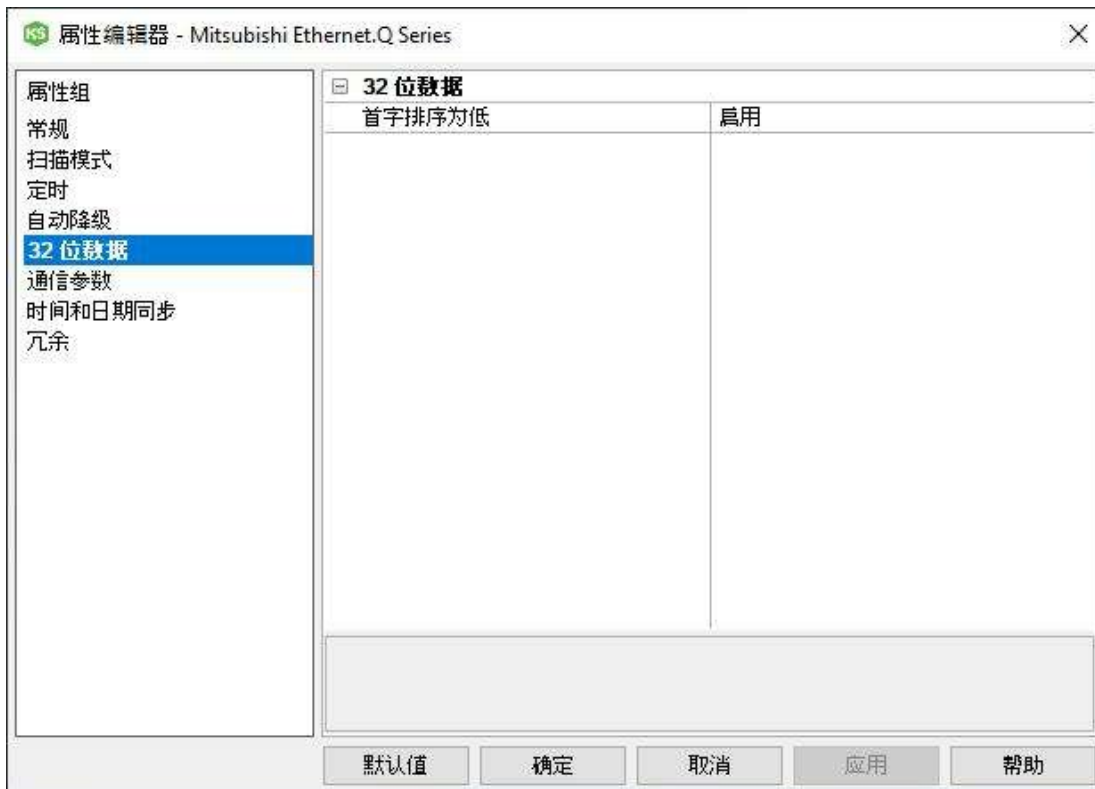 属性编辑器 - Mitsubishi Ethernet.Q Series
属性组
常规
扫描模式
定时
自动降级
32 位数据
通信参数
时间和日期同步
冗余
32 位数据
首字排序为低 启用
默认值 确定 取消 应用 帮助